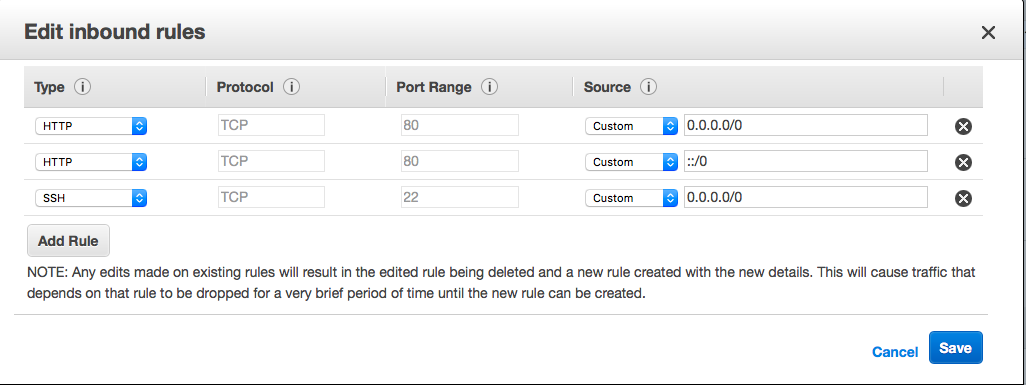 Edit inbound rules
Type Protocol Port Range Source
HTTP TCP 80 Custom 0.0.0.0/0
HTTP TCP 80 Custom ::/0
SSH TCP 22 Custom 0.0.0.0/0
Add Rule
NOTE: Any edits made on existing rules will result in the edited rule being deleted and a new rule created with the new details. This will cause traffic that
depends on that rule to be dropped for a very brief period of time until the new rule can be created.
Cancel Save